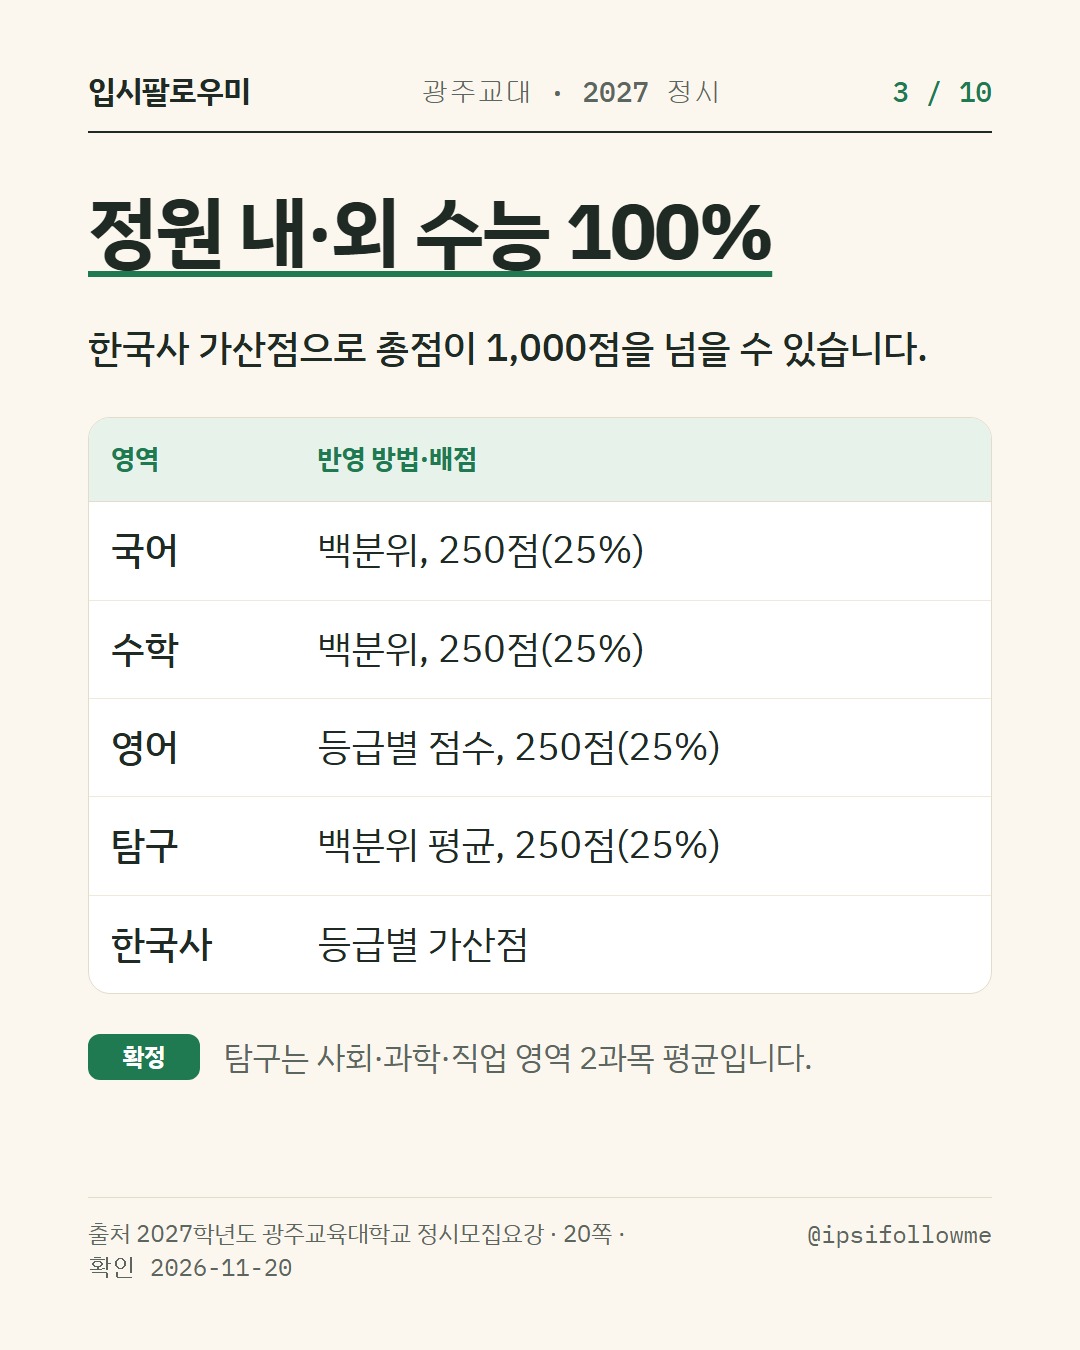 입시팔로우미
광주교대 · 2027 정시
3 / 10
정원 내·외 수능 100%
한국사 가산점으로 총점이 1,000점을 넘을 수 있습니다.
영역 반영 방법·배점
국어 백분위, 250점(25%)
수학 백분위, 250점(25%)
영어 등급별 점수, 250점(25%)
탐구 백분위 평균, 250점(25%)
한국사 등급별 가산점
확정 탐구는 사회·과학·직업 영역 2과목 평균입니다.
출처 2027학년도 광주교육대학교 정시모집요강 · 20쪽 ·
확인 2026-11-20
@ipsifollowme